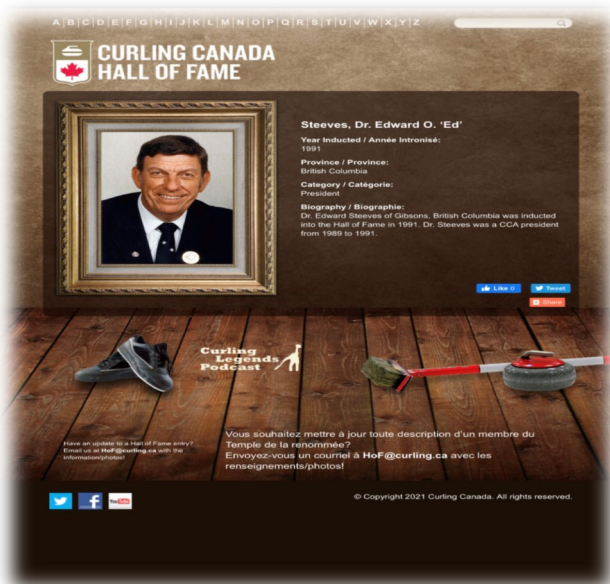 A|B|C|D|E|F|G|H|I|J|K|L|M|N|O|P|Q|R|S|T|U|V|W|X|Y|Z
CURLING CANADA
HALL OF FAME
Steeves, Dr. Edward O. ‘Ed’
Year Inducted / Année Intronisé:
1991
Province / Province:
British Columbia
Category / Catégorie:
President
Biography / Biographie:
Dr. Edward Steeves of Gibsons, British Columbia was inducted
into the Hall of Fame in 1991. Dr. Steeves was a CCA president
from 1989 to 1991.
Like 0
Tweet
Share
Curling
Legends
Podcast
Have an update to a Hall of Fame entry?
Email us at HoF@curling.ca with the
information/photos!
Vous souhaitez mettre à jour toute description d’un membre du
Temple de la renommée?
Envoyez-vous un courriel à HoF@curling.ca avec les
renseignements/photos!
YouTube
© Copyright 2021 Curling Canada. All rights reserved.